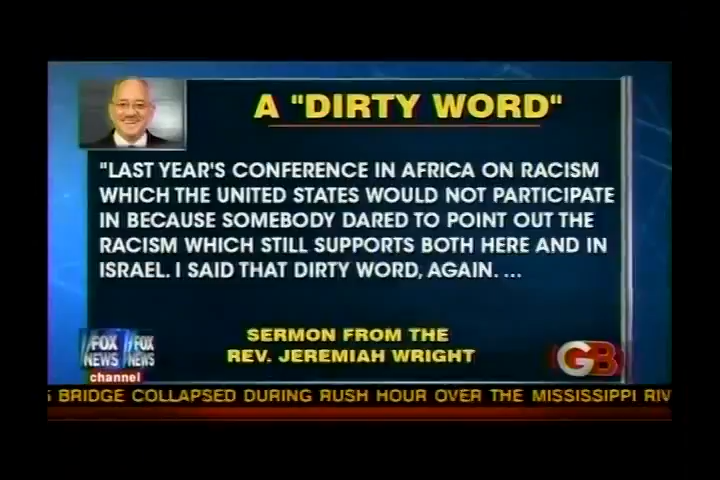 A "DIRTY WORD"
"LAST YEAR'S CONFERENCE IN AFRICA ON RACISM
WHICH THE UNITED STATES WOULD NOT PARTICIPATE
IN BECAUSE SOMEBODY DARED TO POINT OUT THE
RACISM WHICH STILL SUPPORTS BOTH HERE AND IN
ISRAEL. I SAID THAT DIRTY WORD, AGAIN. ...
SERMON FROM THE
REV. JEREMIAH WRIGHT
FOX NEWS
FOX NEWS
channel
GB
BRIDGE COLLAPSED DURING RUSH HOUR OVER THE MISSISSIPPI RIV